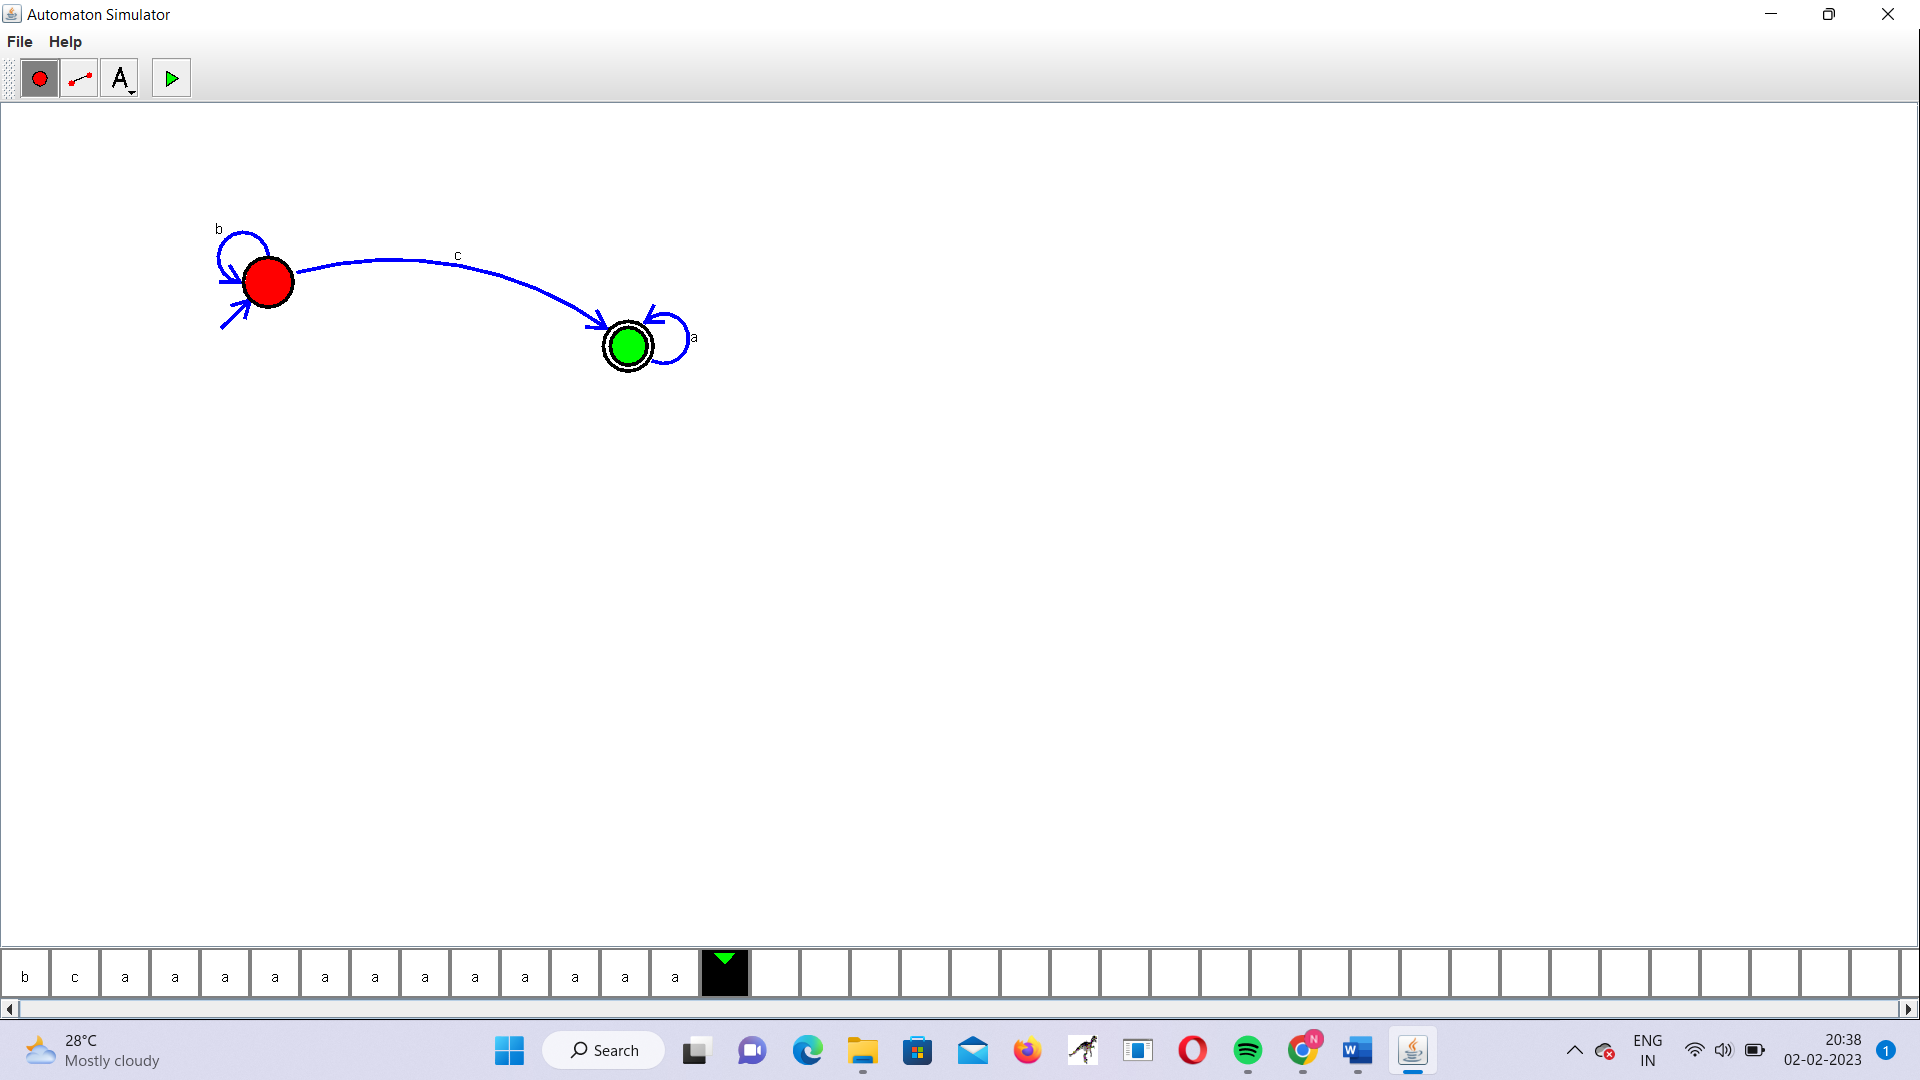 Automaton Simulator
File Help
A
b
c
a
b c a a a a a a a a a a a a
28°C
Mostly cloudy
Search
N
W
ENG
IN
20:38
02-02-2023
1